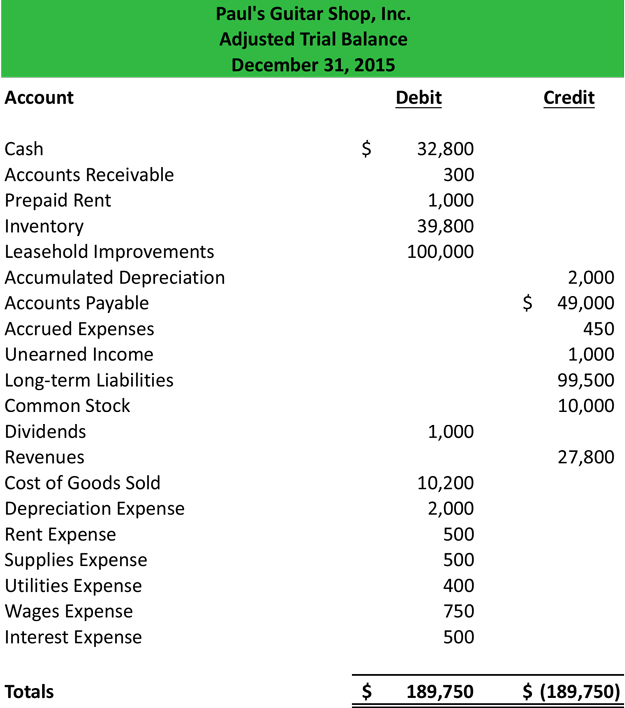 Paul's Guitar Shop, Inc.
Adjusted Trial Balance
December 31, 2015
Account Debit Credit
Cash $ 32,800
Accounts Receivable 300
Prepaid Rent 1,000
Inventory 39,800
Leasehold Improvements 100,000
Accumulated Depreciation 2,000
Accounts Payable $ 49,000
Accrued Expenses 450
Unearned Income 1,000
Long-term Liabilities 99,500
Common Stock 10,000
Dividends 1,000
Revenues 27,800
Cost of Goods Sold 10,200
Depreciation Expense 2,000
Rent Expense 500
Supplies Expense 500
Utilities Expense 400
Wages Expense 750
Interest Expense 500
Totals $ 189,750 $ (189,750)